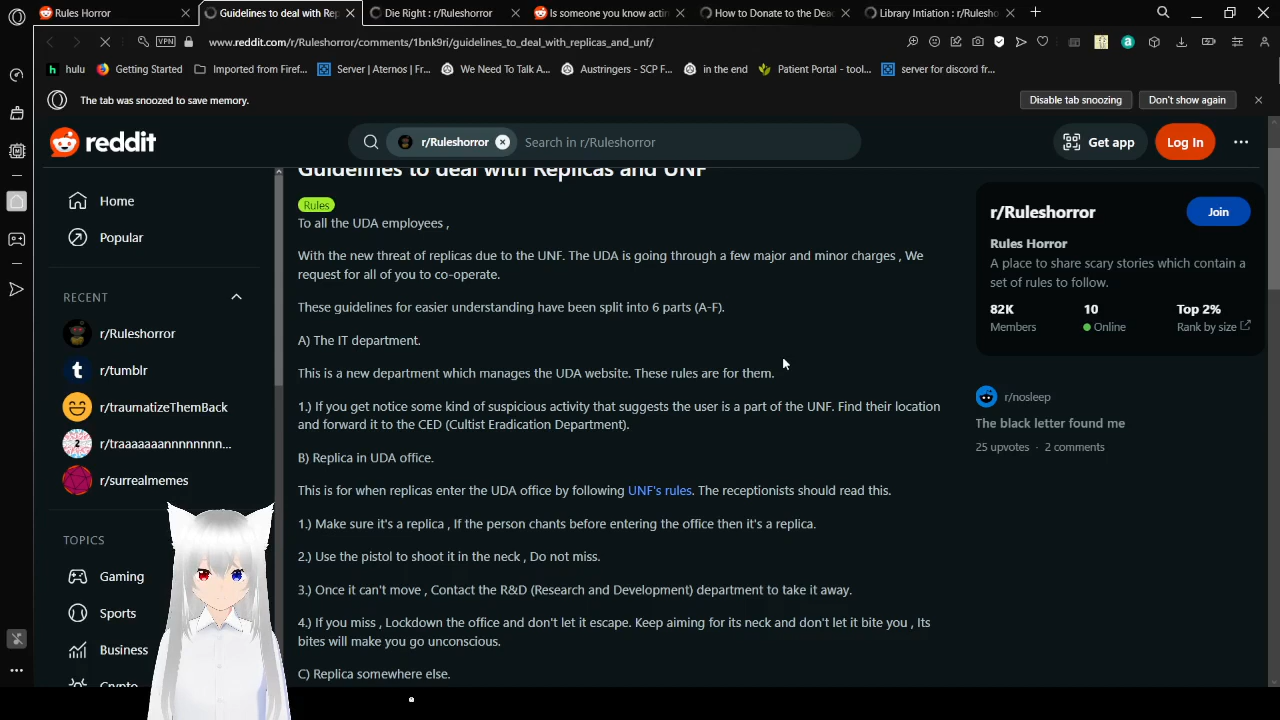 Rules Horror
Guidelines to deal with Rep
Die Right : r/Ruleshorror
Is someone you know actin
How to Donate to the Dea
Library Intiation : r/Rulesho
VPN
www.reddit.com/r/Ruleshorror/comments/1bnk9ri/guidelines_to_deal_with_replicas_and_unf/
hulu
Getting Started
Imported from Firef...
Server | Aternos | Fr...
We Need To Talk A...
Austringers - SCP F...
in the end
Patient Portal - tool...
server for discord fr...
The tab was snoozed to save memory.
Disable tab snoozing
Don't show again
reddit
r/Ruleshorror
Search in r/Ruleshorror
Get app
Log In
Home
Popular
RECENT
r/Ruleshorror
r/tumblr
r/traumatizeThemBack
r/traaaaaaannnnnnnn...
r/surrealmemes
TOPICS
Gaming
Sports
Business
Crypto
Guidelines to deal with Replicas and UNF
Rules
To all the UDA employees ,
With the new threat of replicas due to the UNF. The UDA is going through a few major and minor charges , We
request for all of you to co-operate.
These guidelines for easier understanding have been split into 6 parts (A-F).
A) The IT department.
This is a new department which manages the UDA website. These rules are for them.
1.) If you get notice some kind of suspicious activity that suggests the user is a part of the UNF. Find their location
and forward it to the CED (Cultist Eradication Department).
B) Replica in UDA office.
This is for when replicas enter the UDA office by following UNF's rules. The receptionists should read this.
1.) Make sure it's a replica , If the person chants before entering the office then it's a replica.
2.) Use the pistol to shoot it in the neck , Do not miss.
3.) Once it can't move , Contact the R&D (Research and Development) department to take it away.
4.) If you miss , Lockdown the office and don't let it escape. Keep aiming for its neck and don't let it bite you , Its
bites will make you go unconscious.
C) Replica somewhere else.
r/Ruleshorror
Join
Rules Horror
A place to share scary stories which contain a
set of rules to follow.
82K
10
Top 2%
Members
Online
Rank by size
r/nosleep
The black letter found me
25 upvotes · 2 comments